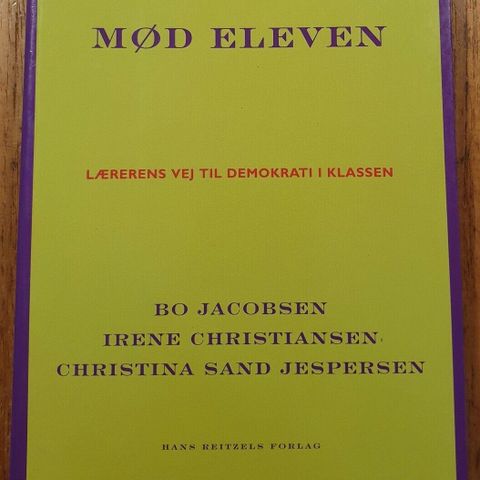 MØD ELEVEN
LÆRERENS VEJ TIL DEMOKRATI I KLASSEN
BO JACOBSEN
IRENE CHRISTIANSEN
CHRISTINA SAND JESPERSEN
HANS REITZELS FORLAG